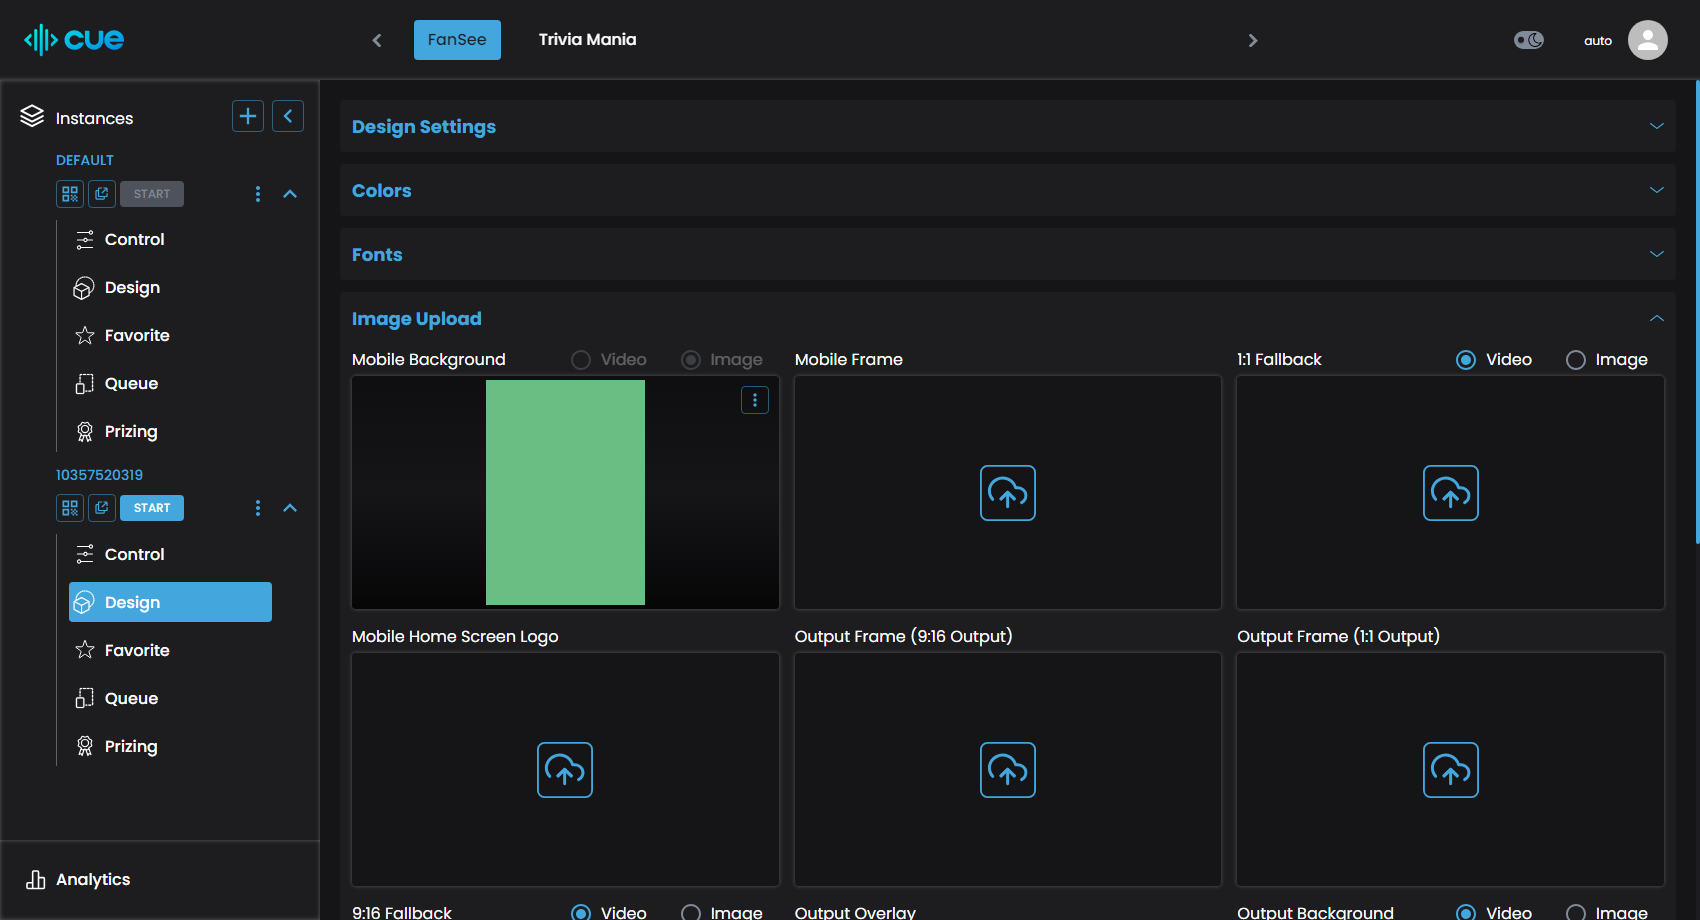 cue
FanSee
Trivia Mania
auto
Instances
DEFAULT
START
Control
Design
Favorite
Queue
Prizing
10357520319
START
Control
Design
Favorite
Queue
Prizing
Analytics
Design Settings
Colors
Fonts
Image Upload
Mobile Background Video Image
Mobile Frame
1:1 Fallback Video Image
Mobile Home Screen Logo
Output Frame (9:16 Output)
Output Frame (1:1 Output)
9:16 Fallback Video Image
Output Overlay
Output Background Video Image